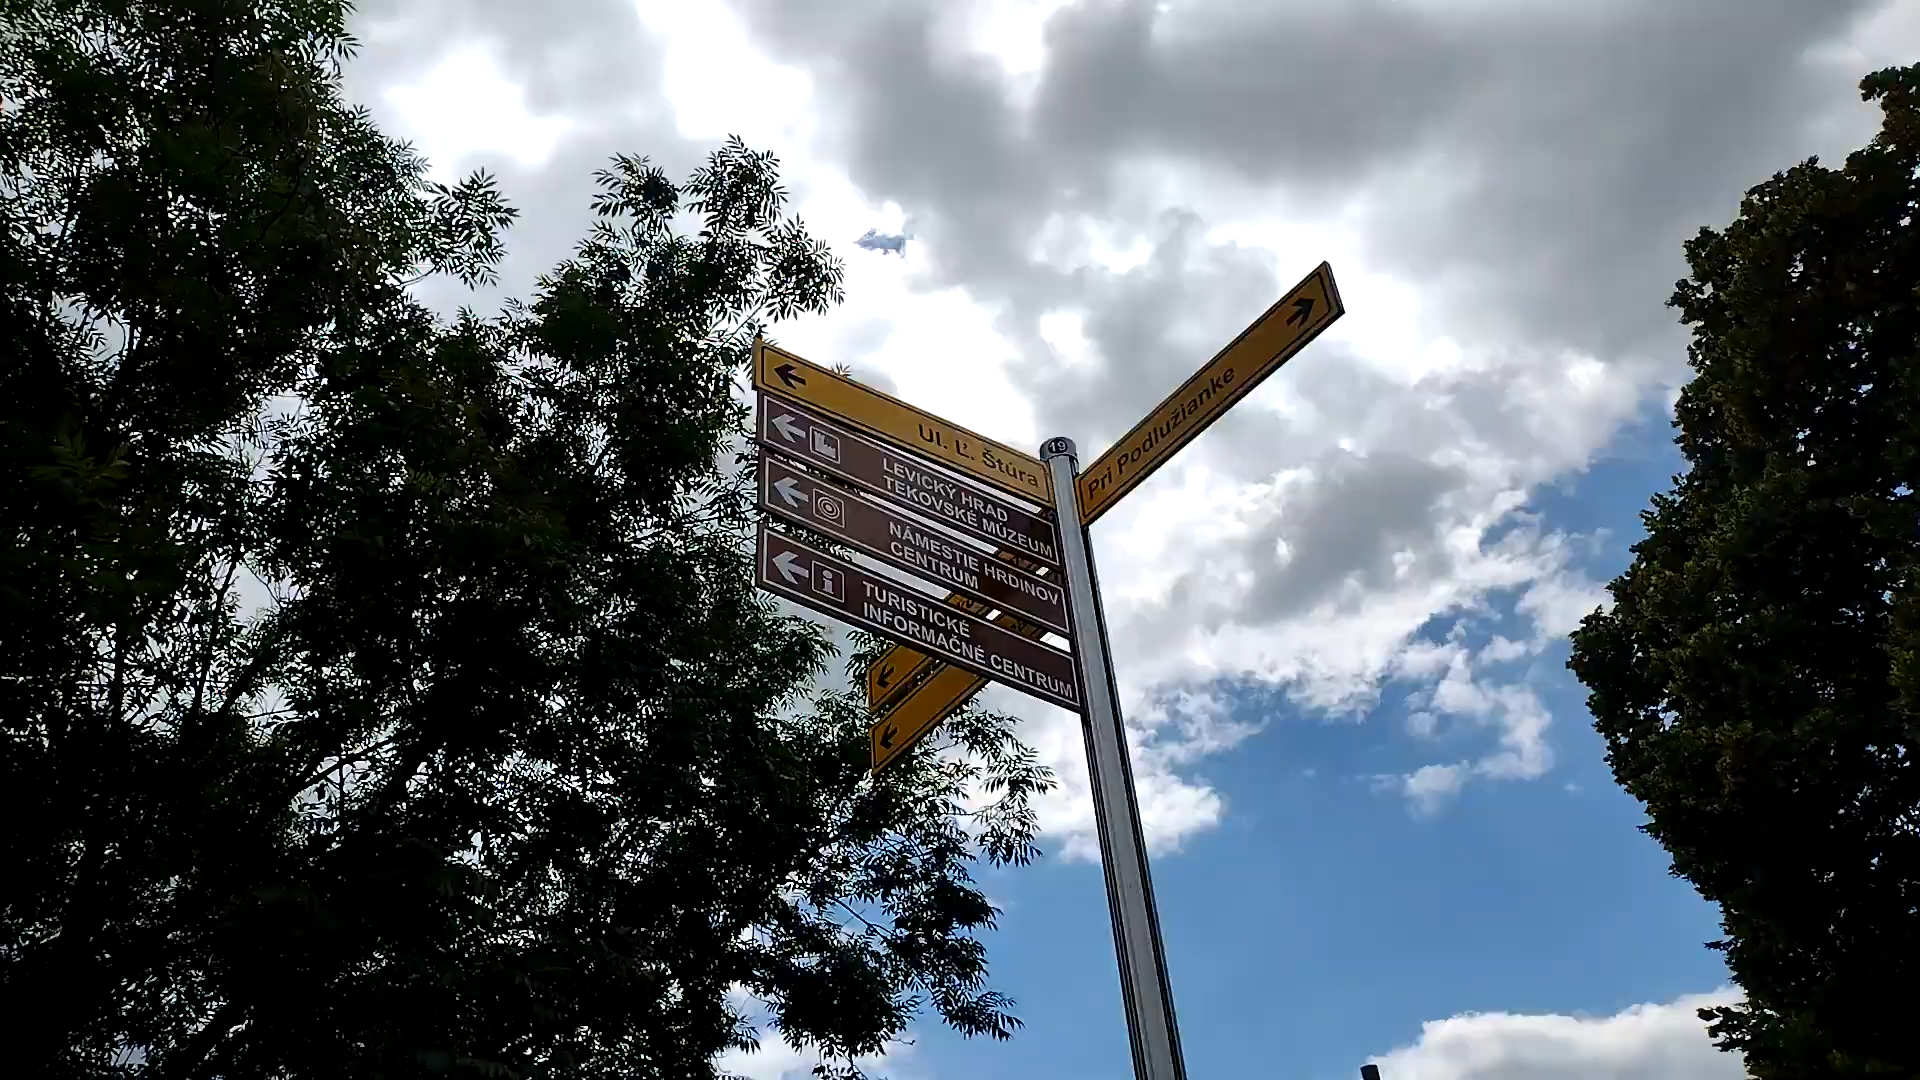 Ul. Ľ. Štúra
LEVICKÝ HRAD
TEKOVSKÉ MÚZEUM
NÁMESTIE HRDINOV
CENTRUM
TURISTICKÉ
INFORMAČNÉ CENTRUM
19
Pri Podlužianke